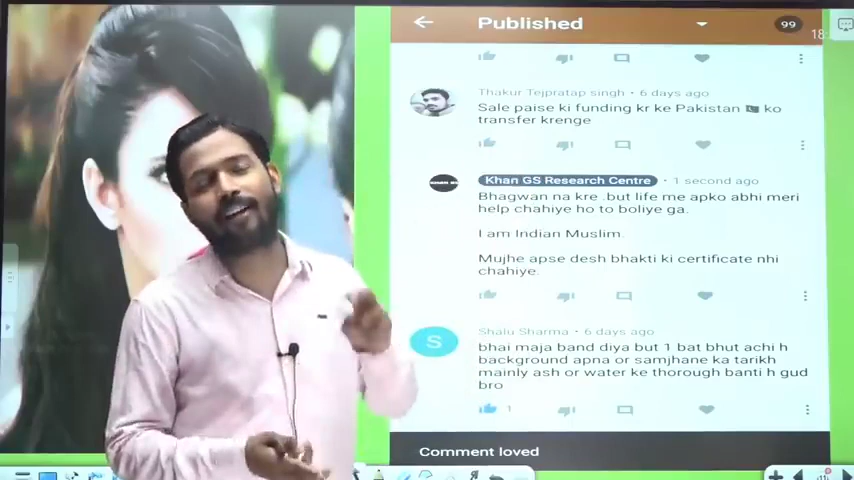 Published
99
18
Thakur Tejpratap singh • 6 days ago
Sale paise ki funding kr ke Pakistan 🇵🇰 ko
transfer krenge
Khan GS Research Centre • 1 second ago
Bhagwan na kre .but life me apko abhi meri
help chahiye ho to boliye ga.
I am Indian Muslim.
Mujhe apse desh bhakti ki certificate nhi
chahiye.
S
Shalu Sharma • 6 days ago
bhai maja band diya but 1 bat bhut achi h
background apna or samjhane ka tarikh
mainly ash or water ke thorough banti h gud
bro
1
Comment loved